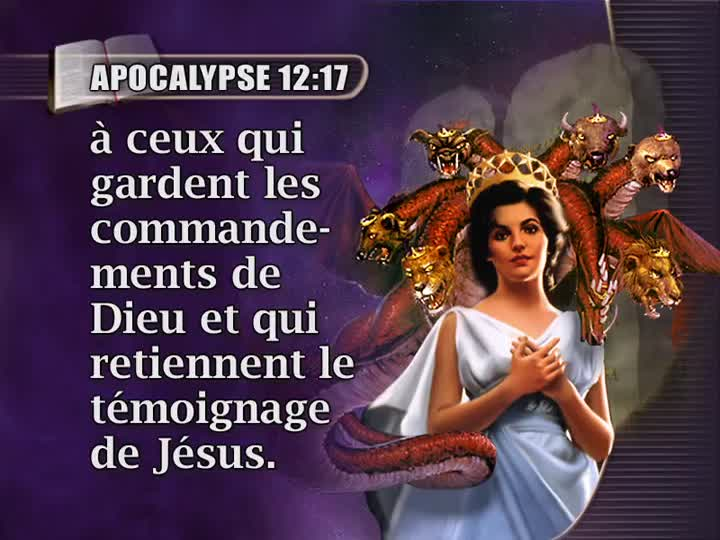 APOCALYPSE 12:17
à ceux qui
gardent les
commande-
ments de
Dieu et qui
retiennent le
témoignage
de Jésus.